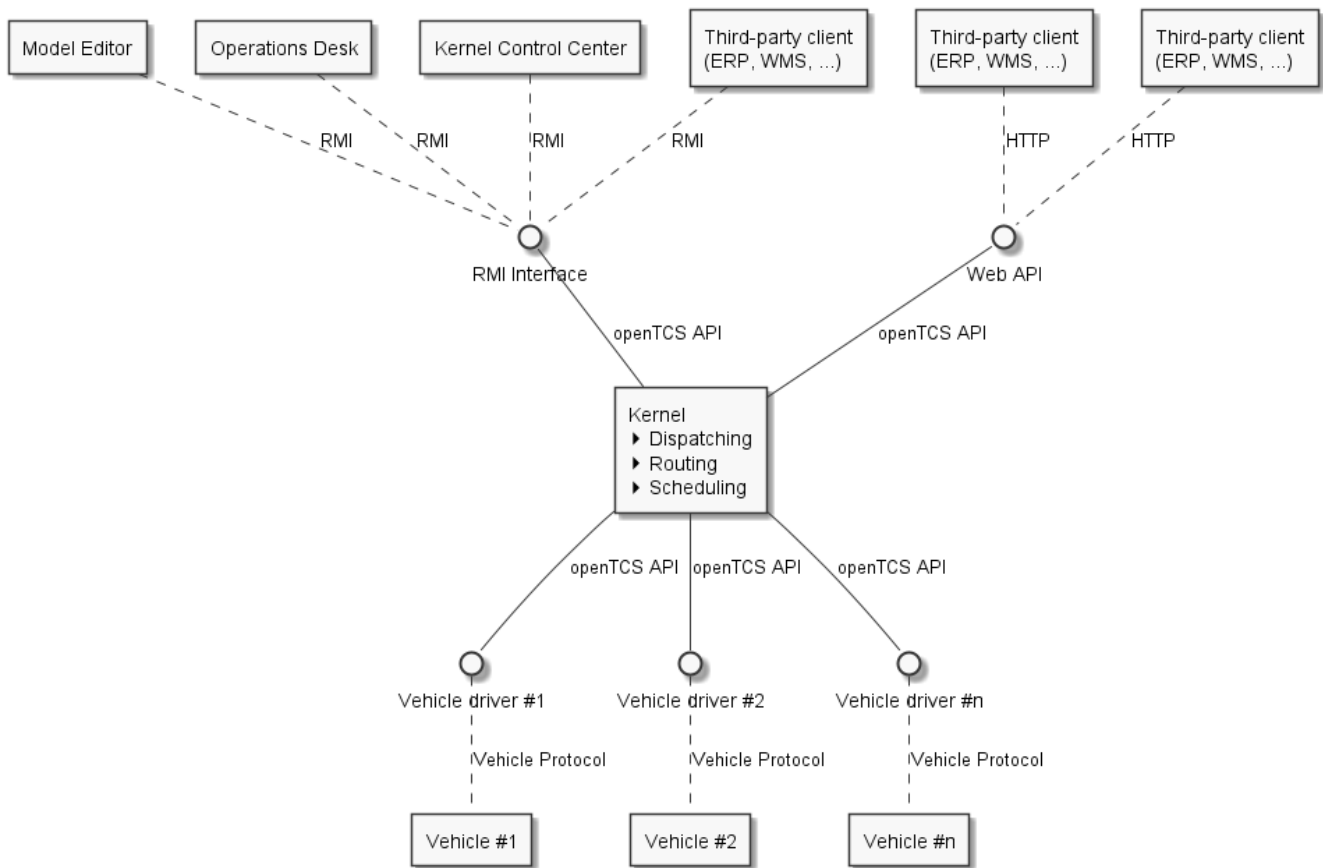 Model Editor
Operations Desk
Kernel Control Center
Third-party client
(ERP, WMS, ...)
Third-party client
(ERP, WMS, ...)
Third-party client
(ERP, WMS, ...)
RMI
RMI
RMI
RMI
HTTP
HTTP
RMI Interface
Web API
openTCS API
openTCS API
Kernel
Dispatching
Routing
Scheduling
openTCS API
openTCS API
openTCS API
Vehicle driver #1
Vehicle driver #2
Vehicle driver #n
Vehicle Protocol
Vehicle Protocol
Vehicle Protocol
Vehicle #1
Vehicle #2
Vehicle #n